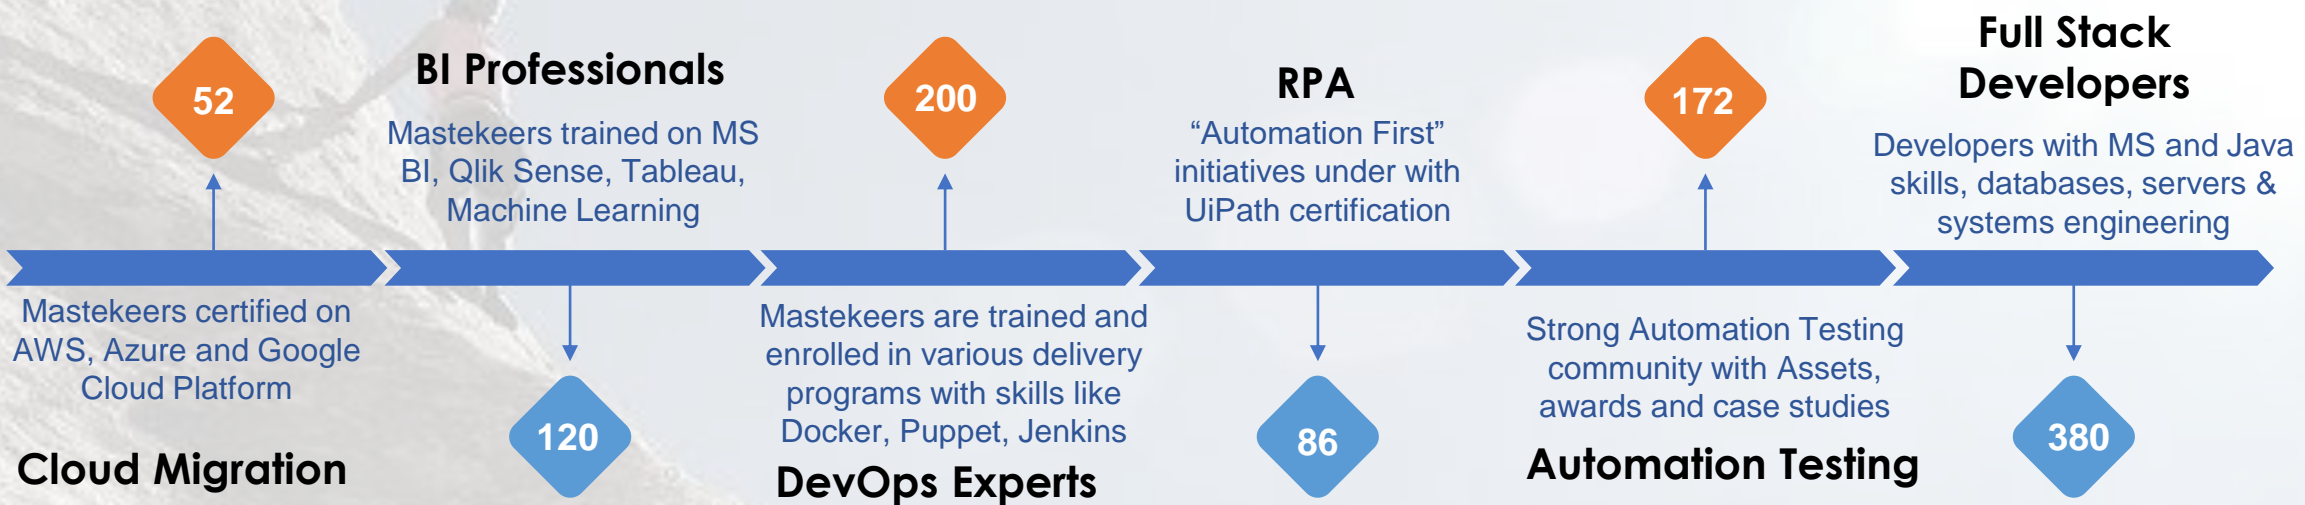 52
Mastekeers certified on
AWS, Azure and Google
Cloud Platform
Cloud Migration
BI Professionals
Mastekeers trained on MS
BI, Qlik Sense, Tableau,
Machine Learning
120
200
Mastekeers are trained and
enrolled in various delivery
programs with skills like
Docker, Puppet, Jenkins
DevOps Experts
RPA
“Automation First”
initiatives under with
UiPath certification
86
172
Strong Automation Testing
community with Assets,
awards and case studies
Automation Testing
Full Stack
Developers
Developers with MS and Java
skills, databases, servers &
systems engineering
380